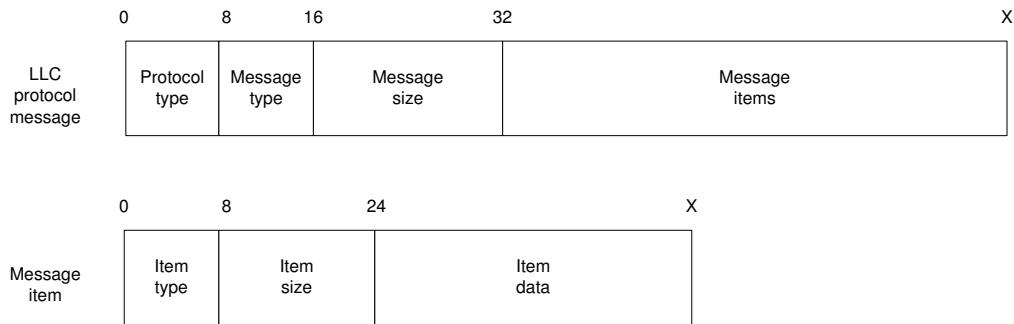 0 8 16 32 X
LLC
protocol
message
Protocol
type
Message
type
Message
size
Message
items
0 8 24 X
Message
item
Item
type
Item
size
Item
data